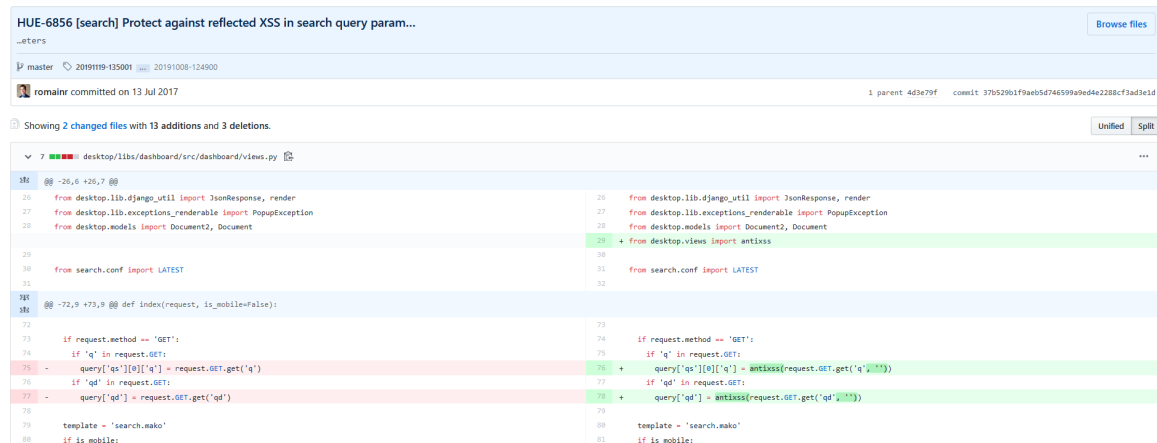 HUE-6856 [search] Protect against reflected XSS in search query param...
Browse files
...eters
master 20191119-135001 ... 20191008-124900
romainr committed on 13 Jul 2017
1 parent 4d3e79f commit 37b529b1f9aeb5d746599a9ed4e2288cf3ad3e1d
Showing 2 changed files with 13 additions and 3 deletions.
Unified Split
7 desktop/libs/dashboard/src/dashboard/views.py ...
@@ -26,6 +26,7 @@
26 from desktop.lib.django_util import JsonResponse, render 26 from desktop.lib.django_util import JsonResponse, render
27 from desktop.lib.exceptions_renderable import PopupException 27 from desktop.lib.exceptions_renderable import PopupException
28 from desktop.models import Document2, Document 28 from desktop.models import Document2, Document
29 + from desktop.views import antixss
29 30
30 from search.conf import LATEST 31 from search.conf import LATEST
31 32
@@ -72,9 +73,9 @@ def index(request, is_mobile=False):
72 73
73 if request.method == 'GET': 74 if request.method == 'GET':
74 if 'q' in request.GET: 75 if 'q' in request.GET:
75 - query['qs'][0]['q'] = request.GET.get('q') 76 + query['qs'][0]['q'] = antixss(request.GET.get('q', ''))
76 if 'qd' in request.GET: 77 if 'qd' in request.GET:
77 - query['qd'] = request.GET.get('qd') 78 + query['qd'] = antixss(request.GET.get('qd', ''))
78 79
79 template = 'search.mako' 80 template = 'search.mako'
80 if is_mobile: 81 if is_mobile: